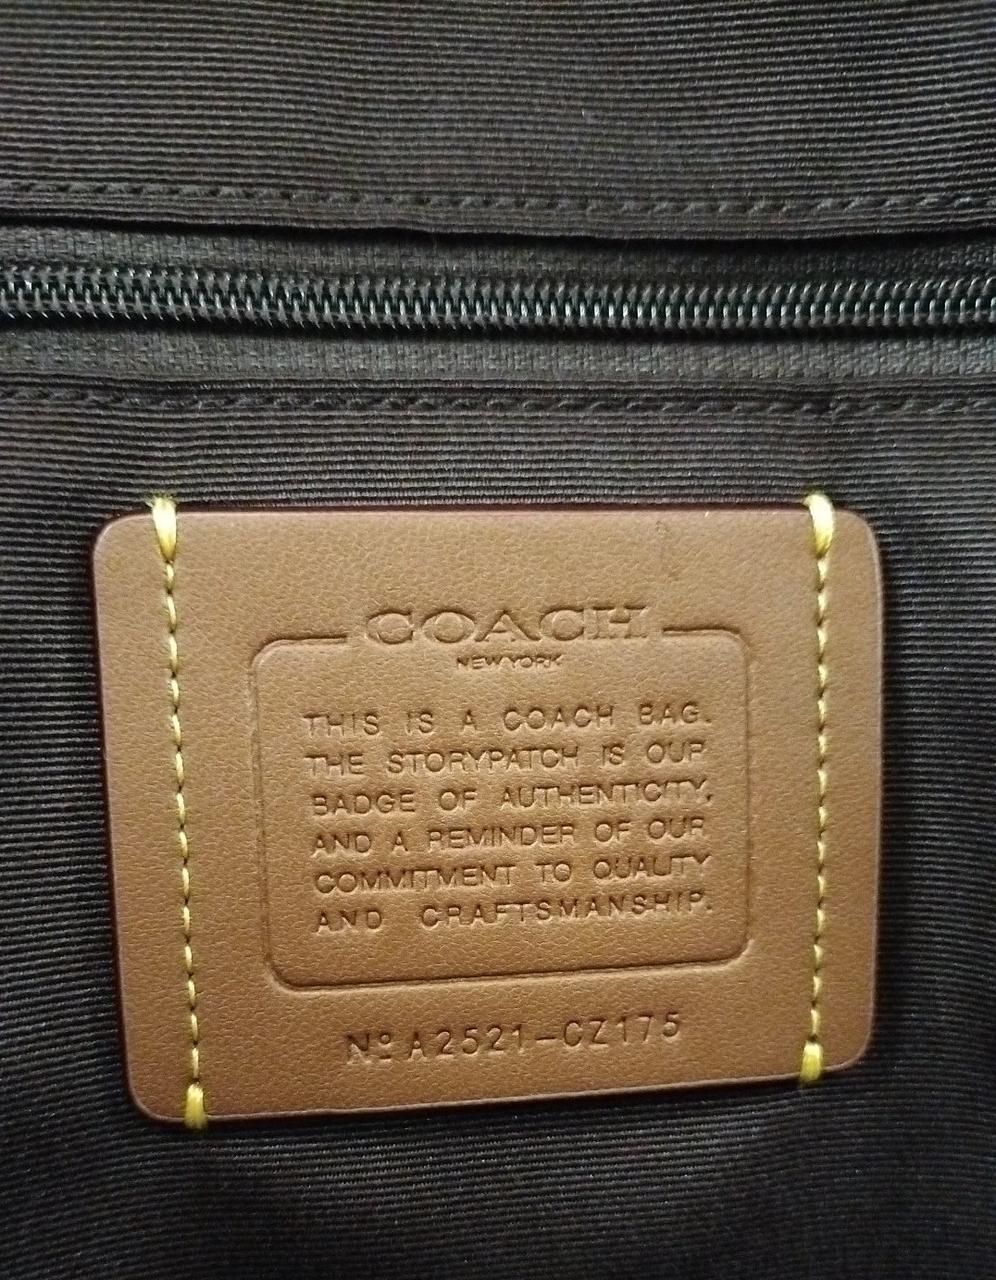 COACH
NEW YORK
THIS IS A COACH BAG.
THE STORYPATCH IS OUR
BADGE OF AUTHENTICITY,
AND A REMINDER OF OUR
COMMITMENT TO QUALITY
AND CRAFTSMANSHIP.
Nº A2521-CZ175